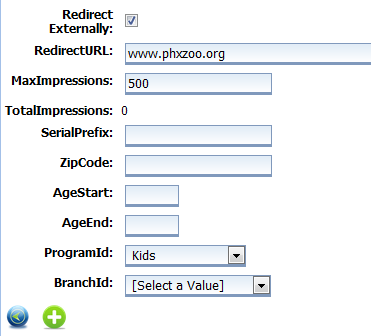 Redirect
Externally:
RedirectURL: www.phxzoo.org
MaxImpressions: 500
TotalImpressions: 0
SerialPrefix:
ZipCode:
AgeStart:
AgeEnd:
ProgramId: Kids
BranchId: [Select a Value]